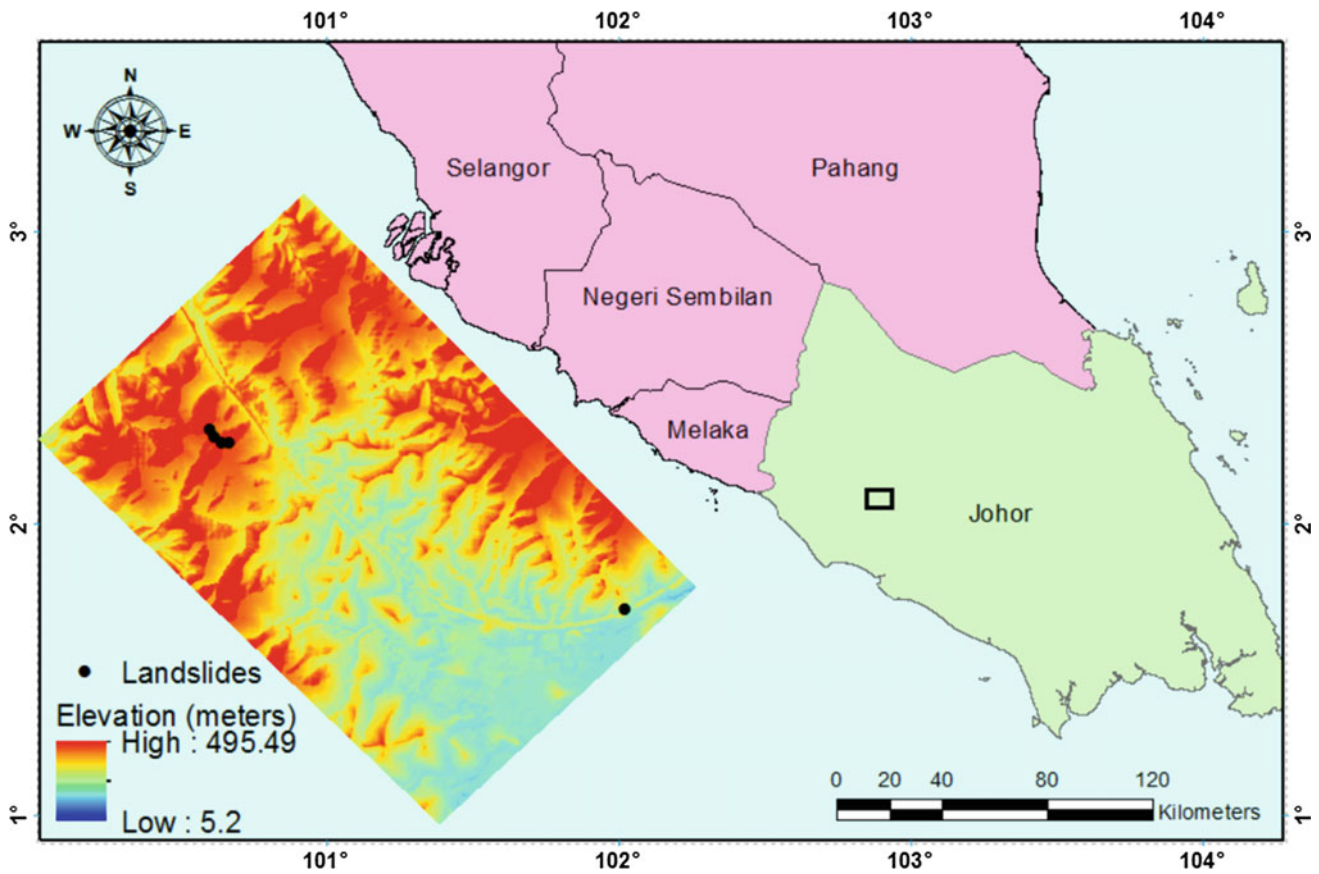 101° 102° 103° 104°
N
W E
S
Selangor Pahang
3° 3°
Negeri Sembilan
Melaka
Johor
2° 2°
Landslides
Elevation (meters)
High : 495.49
Low : 5.2
0 20 40 80 120
Kilometers
1° 1°
101° 102° 103° 104°